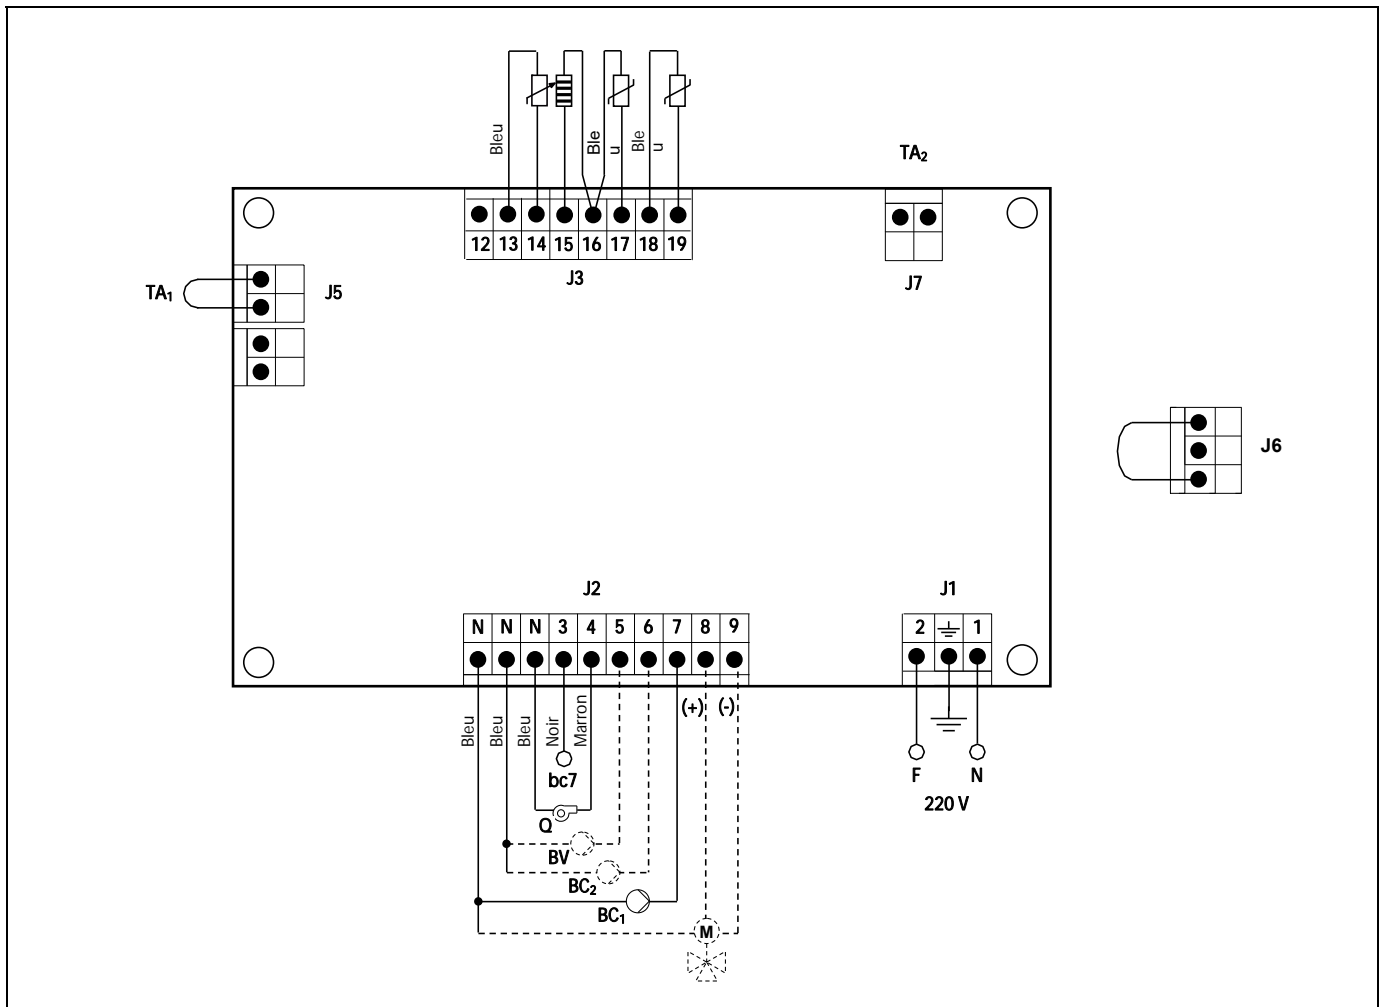 Bleu
Ble
u
Ble
u
TA₂
12 13 14 15 16 17 18 19
J3
J7
TA₁
J5
J6
J2
J1
N N N 3 4 5 6 7 8 9
2 1
Bleu
Bleu
Bleu
Noir
Marron
(+) (-)
bc7
F N
220 V
Q
BV
BC₂
BC₁
M